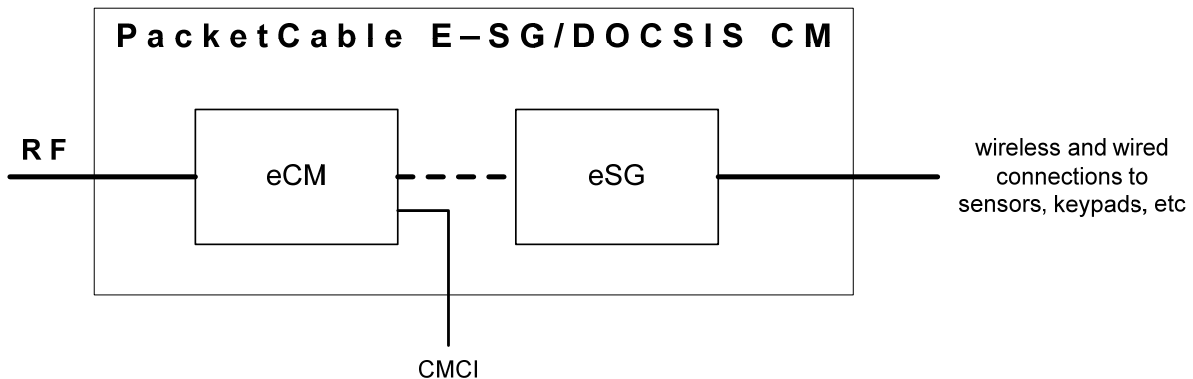 PacketCable E–SG/DOCSIS CM
RF
eCM
eSG
wireless and wired
connections to
sensors, keypads, etc
CMCI